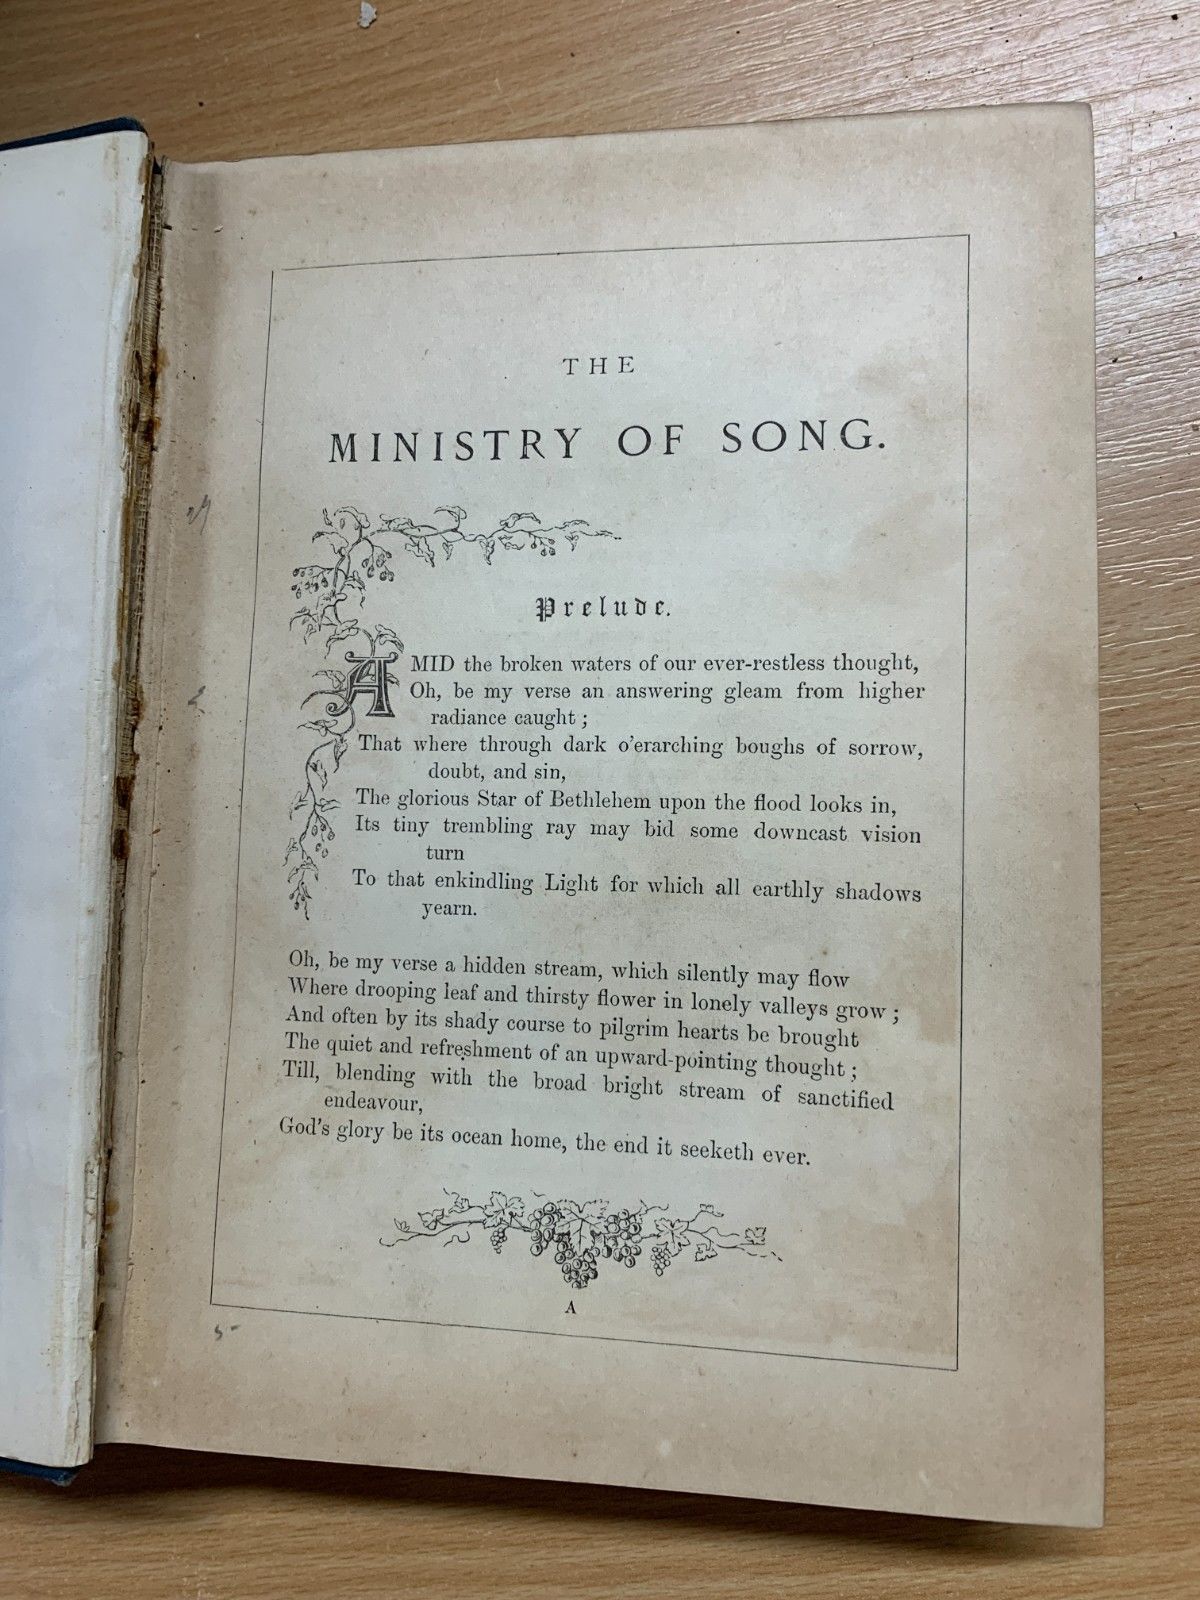 THE
MINISTRY OF SONG.
Prelude.
AMID the broken waters of our ever-restless thought,
Oh, be my verse an answering gleam from higher
radiance caught;
That where through dark o'erarching boughs of sorrow,
doubt, and sin,
The glorious Star of Bethlehem upon the flood looks in,
Its tiny trembling ray may bid some downcast vision
turn
To that enkindling Light for which all earthly shadows
yearn.
Oh, be my verse a hidden stream, which silently may flow
Where drooping leaf and thirsty flower in lonely valleys grow;
And often by its shady course to pilgrim hearts be brought
The quiet and refreshment of an upward-pointing thought;
Till, blending with the broad bright stream of sanctified
endeavour,
God's glory be its ocean home, the end it seeketh ever.
A